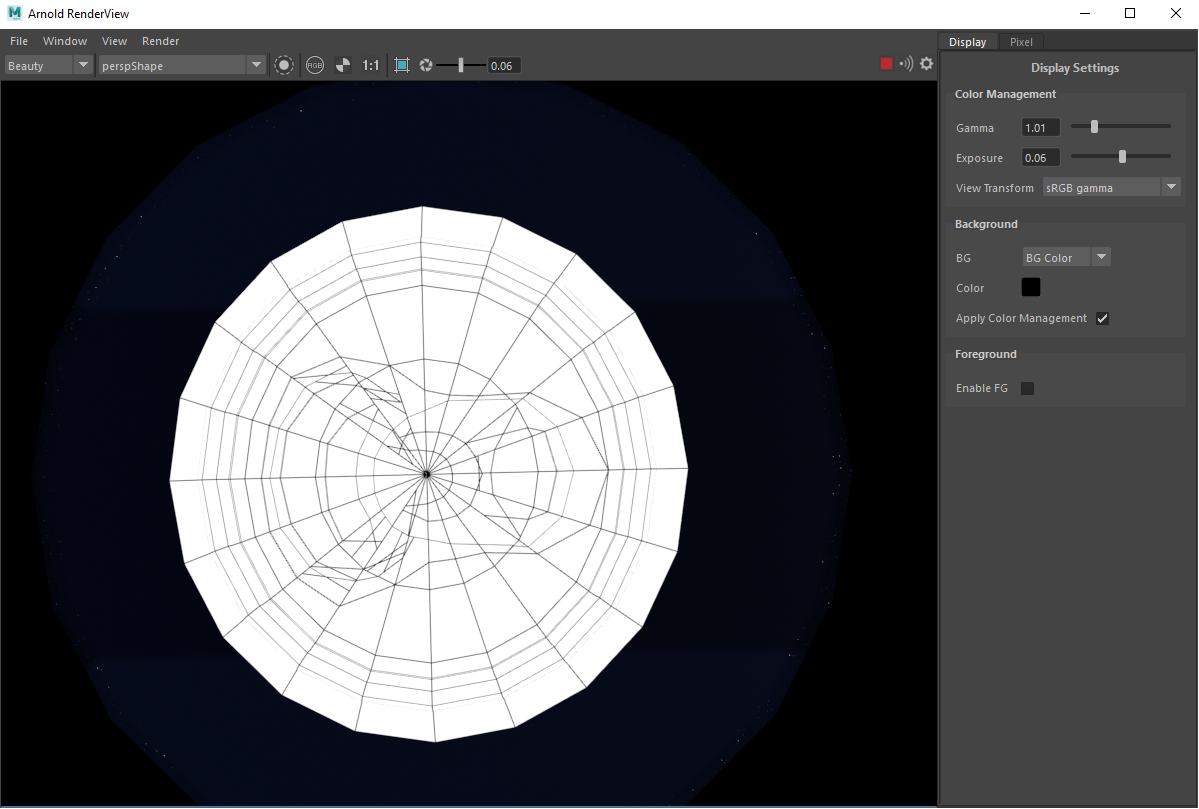 Arnold RenderView
File Window View Render
Beauty perspShape RGB 1:1 0.06
Display Pixel
Display Settings
Color Management
Gamma 1.01
Exposure 0.06
View Transform sRGB gamma
Background
BG BG Color
Color
Apply Color Management
Foreground
Enable FG